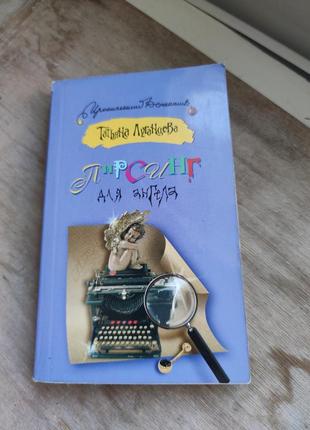 Иронический детектив
Татьяна Луганцева
ПИРСИНГ
ДЛЯ АНГЕЛА